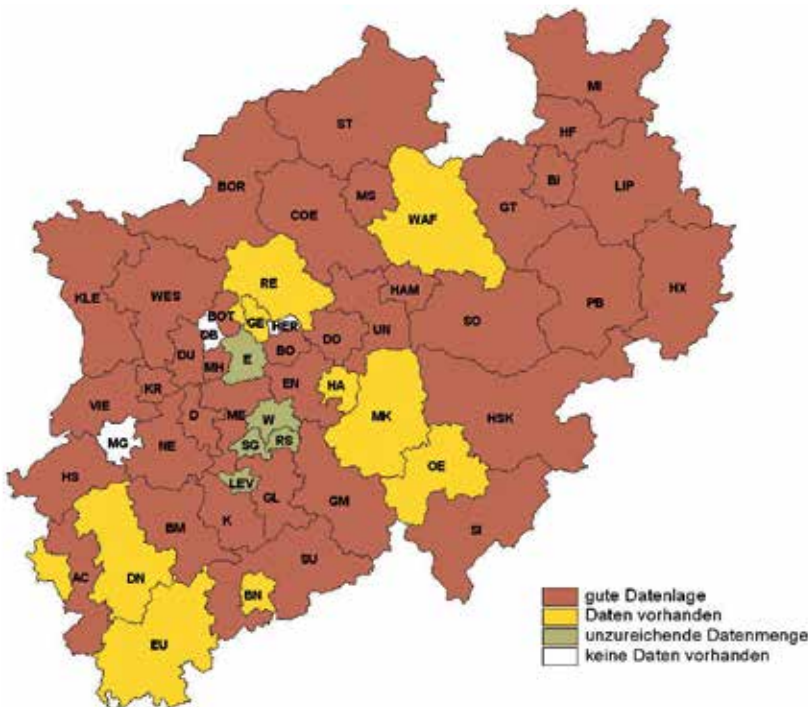 MI
ST
HF
BOR
MS
BI
LIP
COE
WAF
GT
RE
KLE
WES
HAM
HX
PB
SO
BOT
GE
HER
UN
OB
DO
DU
E
BO
MH
EN
HA
KR
VIE
D
ME
W
MK
HSK
MG
NE
SG
RS
OE
HS
LEV
GL
GM
BM
K
SI
SU
AC
DN
BN
EU
gute Datenlage
Daten vorhanden
unzureichende Datenmenge
keine Daten vorhanden